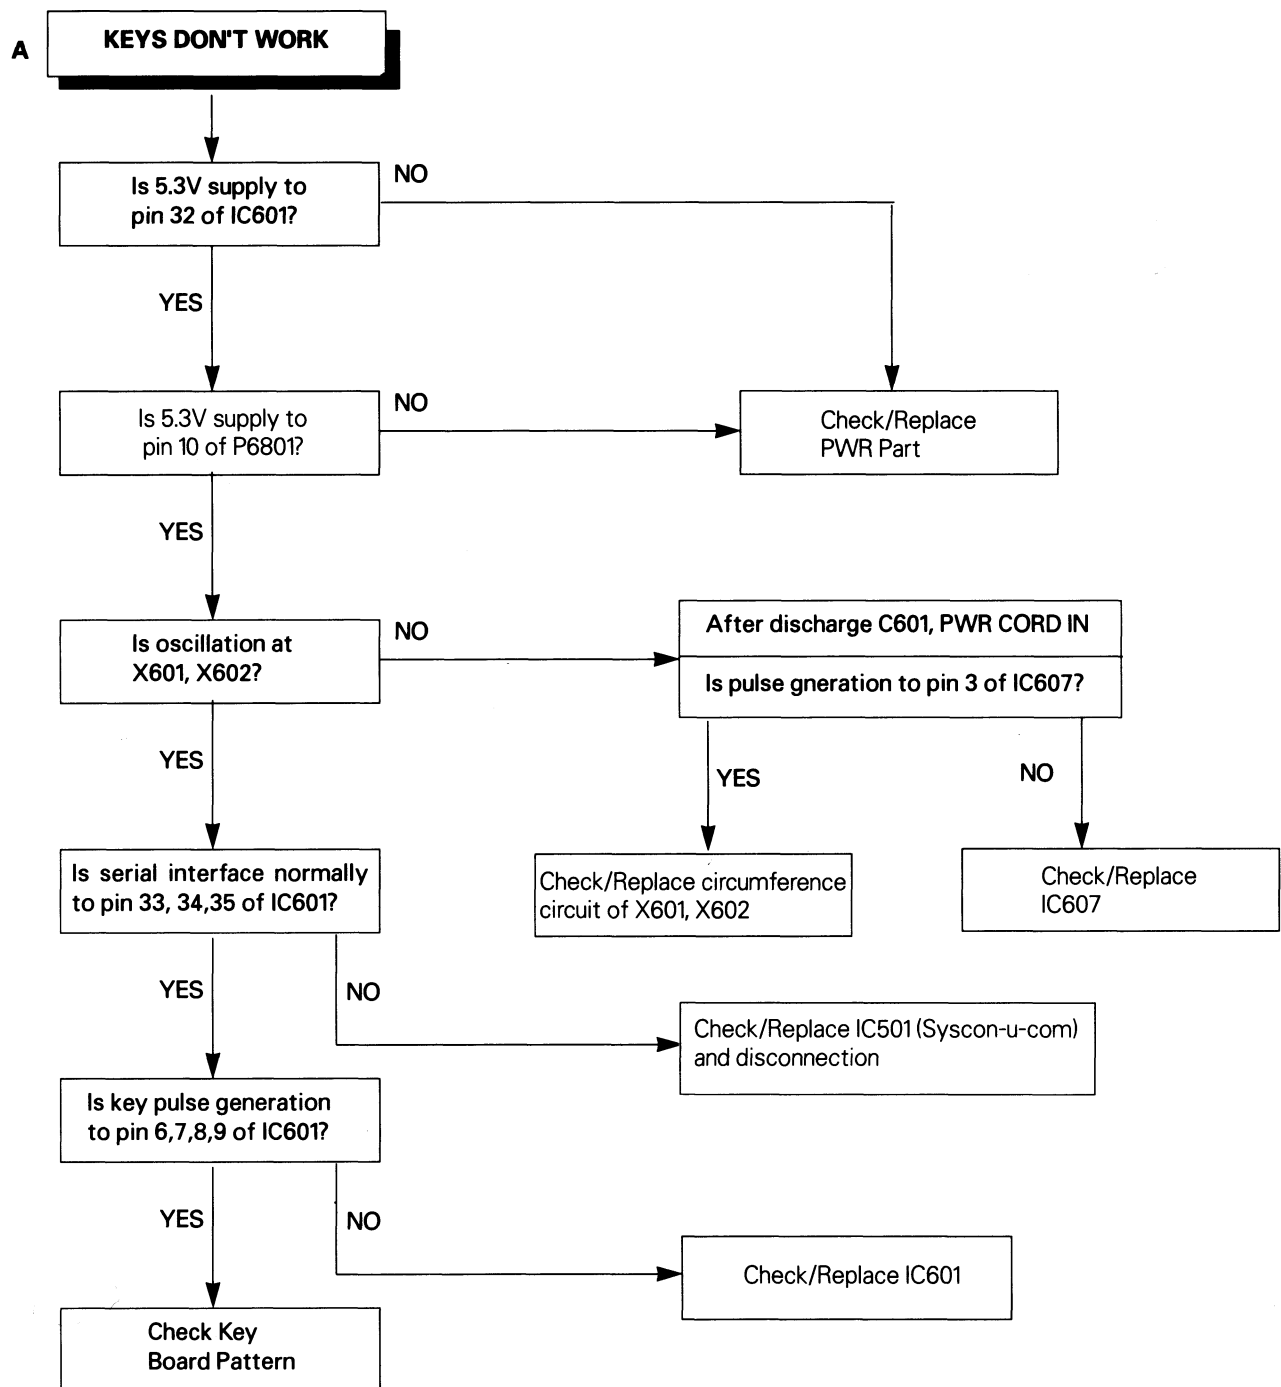 A
KEYS DON'T WORK
Is 5.3V supply to
pin 32 of IC601?
NO
YES
Is 5.3V supply to
pin 10 of P6801?
NO
Check/Replace
PWR Part
YES
Is oscillation at
X601, X602?
NO
After discharge C601, PWR CORD IN
Is pulse gneration to pin 3 of IC607?
YES
YES
NO
Is serial interface normally
to pin 33, 34,35 of IC601?
Check/Replace circumference
circuit of X601, X602
Check/Replace
IC607
YES
NO
Check/Replace IC501 (Syscon-u-com)
and disconnection
Is key pulse generation
to pin 6,7,8,9 of IC601?
YES
NO
Check/Replace IC601
Check Key
Board Pattern